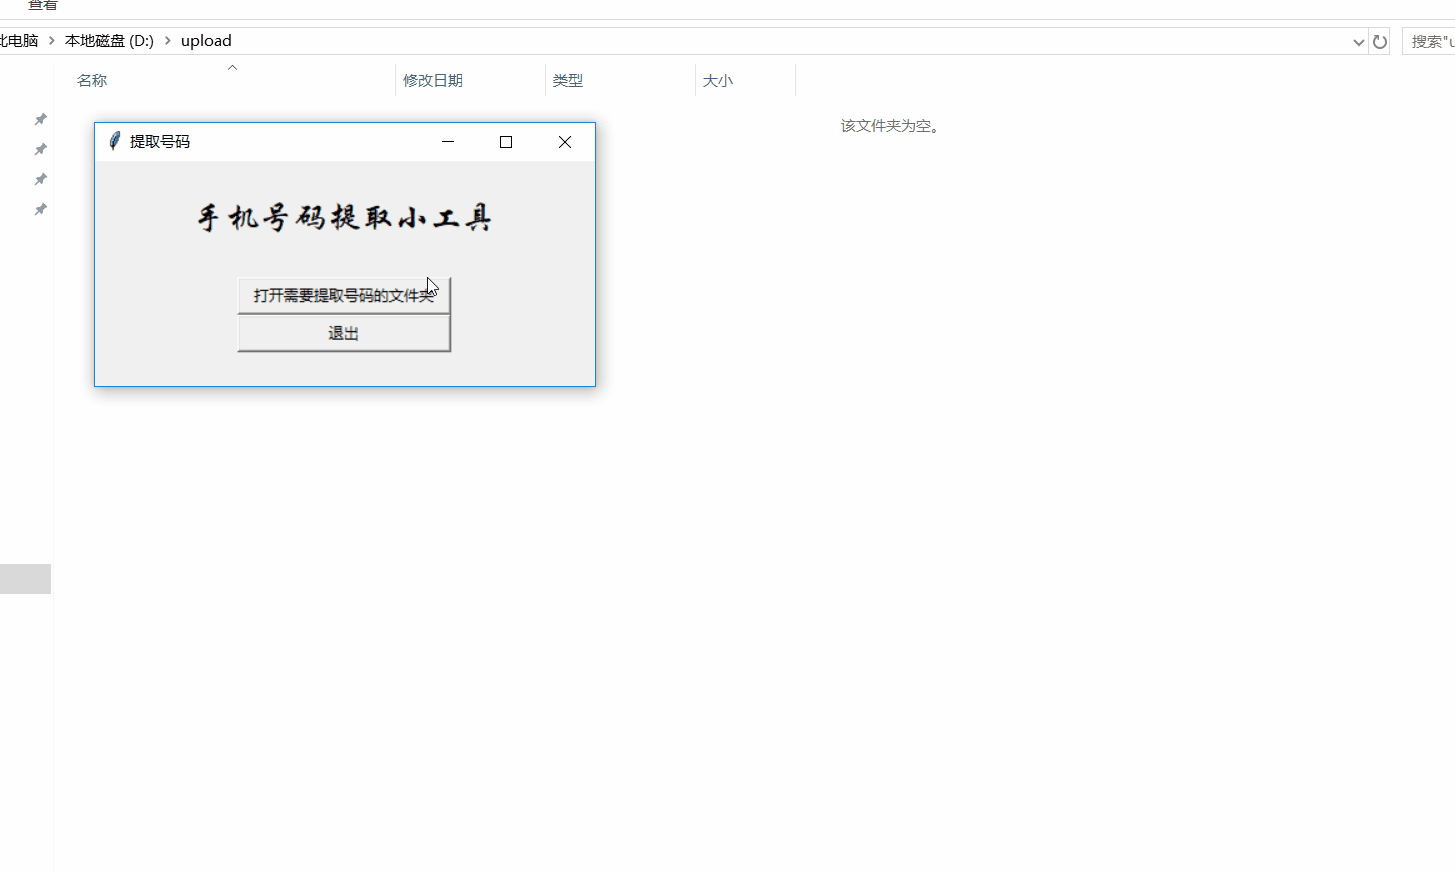 查看
此电脑 > 本地磁盘 (D:) > upload
搜索"u
名称 修改日期 类型 大小
该文件夹为空。
提取号码
手机号码提取小工具
打开需要提取号码的文件夹
退出